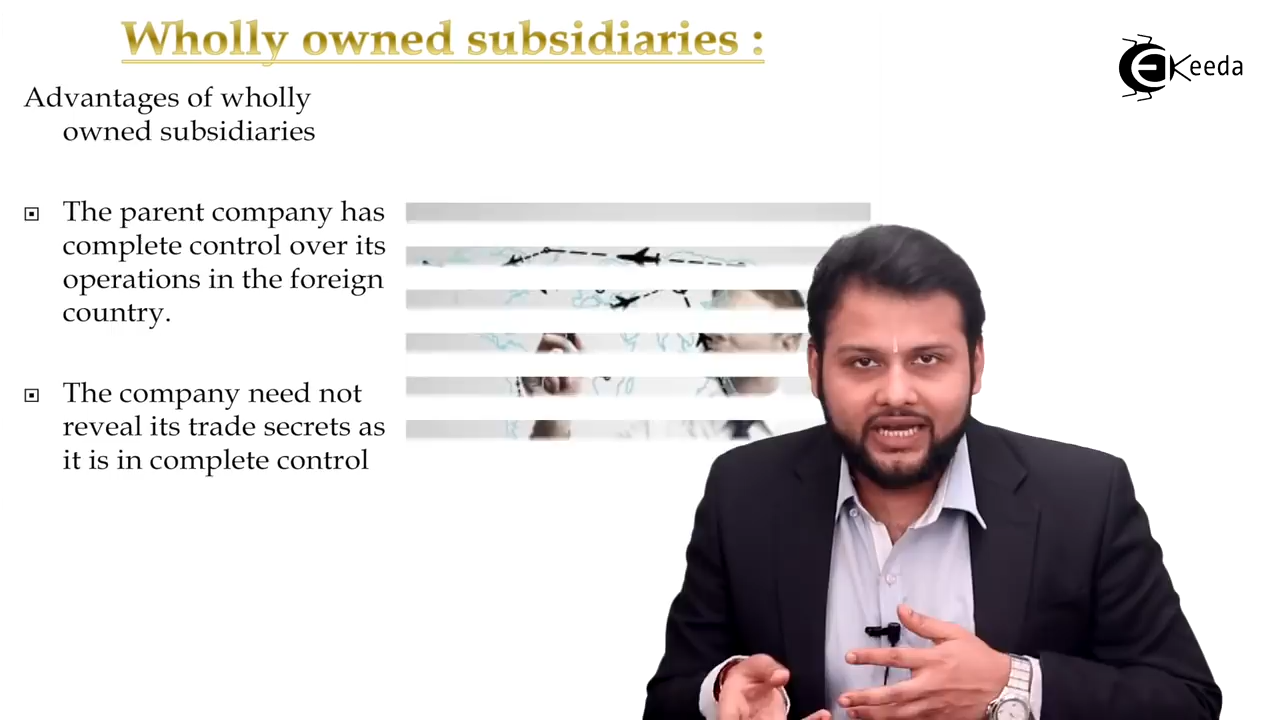 Wholly owned subsidiaries :
Keeda
Advantages of wholly
owned subsidiaries
The parent company has
complete control over its
operations in the foreign
country.
The company need not
reveal its trade secrets as
it is in complete control